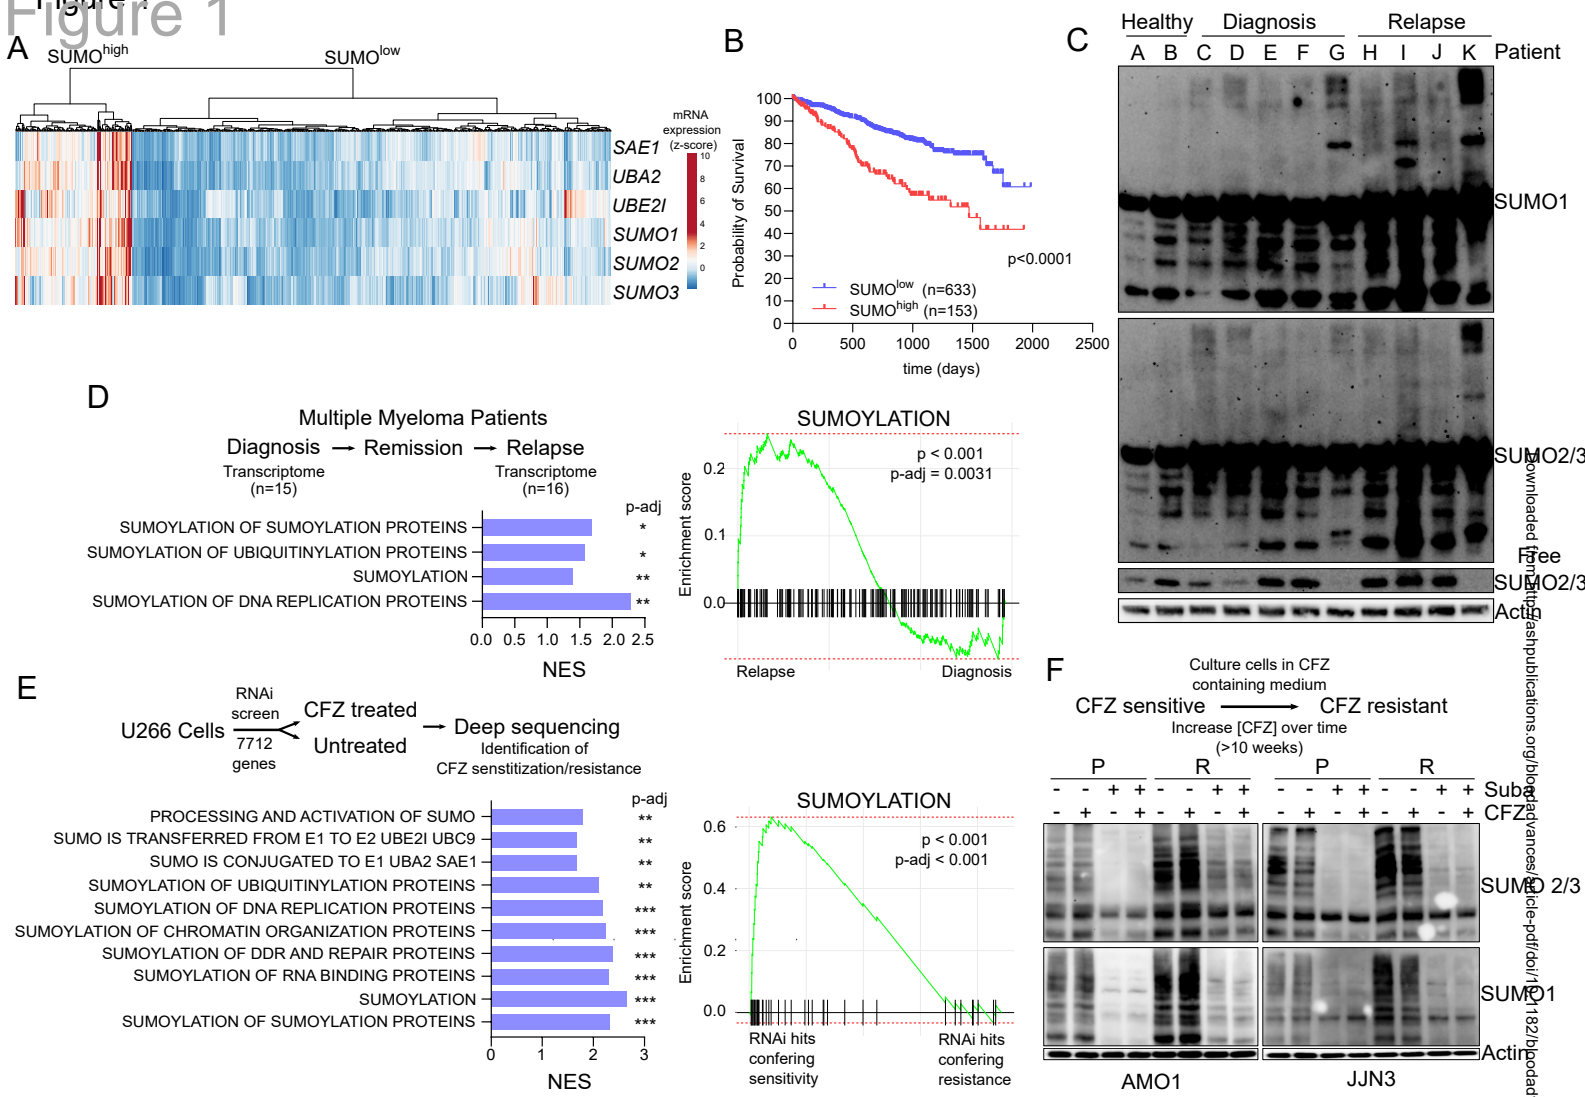 Figure 1
Figure 1
A
SUMOhigh
SUMOlow
mRNA
expression
(z-score)
10
8
6
4
2
0
SAE1
UBA2
UBE2I
SUMO1
SUMO2
SUMO3
B
Probability of Survival
100
90
80
70
60
50
40
30
20
10
0
p<0.0001
SUMOlow (n=633)
SUMOhigh (n=153)
0 500 1000 1500 2000 2500
time (days)
C
Healthy Diagnosis Relapse
A B C D E F G H I J K Patient
SUMO1
SUMO2/3
Free
SUMO2/3
Actin
D
Multiple Myeloma Patients
Diagnosis Remission Relapse
Transcriptome
(n=15)
Transcriptome
(n=16)
p-adj
SUMOYLATION OF SUMOYLATION PROTEINS *
SUMOYLATION OF UBIQUITINYLATION PROTEINS *
SUMOYLATION **
SUMOYLATION OF DNA REPLICATION PROTEINS **
0.0 0.5 1.0 1.5 2.0 2.5
NES
SUMOYLATION
p < 0.001
p-adj = 0.0031
Enrichment score
0.2
0.1
0.0
Relapse Diagnosis
E
U266 Cells
RNAi
screen
7712
genes
CFZ treated
Untreated
Deep sequencing
Identification of
CFZ senstitization/resistance
p-adj
PROCESSING AND ACTIVATION OF SUMO **
SUMO IS TRANSFERRED FROM E1 TO E2 UBE2I UBC9 **
SUMO IS CONJUGATED TO E1 UBA2 SAE1 **
SUMOYLATION OF UBIQUITINYLATION PROTEINS **
SUMOYLATION OF DNA REPLICATION PROTEINS ***
SUMOYLATION OF CHROMATIN ORGANIZATION PROTEINS ***
SUMOYLATION OF DDR AND REPAIR PROTEINS ***
SUMOYLATION OF RNA BINDING PROTEINS ***
SUMOYLATION ***
SUMOYLATION OF SUMOYLATION PROTEINS ***
0 1 2 3
NES
SUMOYLATION
p < 0.001
p-adj < 0.001
Enrichment score
0.6
0.4
0.2
0.0
RNAi hits
confering
sensitivity
RNAi hits
confering
resistance
F
Culture cells in CFZ
containing medium
CFZ sensitive CFZ resistant
Increase [CFZ] over time
(>10 weeks)
P R P R
- - + + - - + + - - + + - - + + Suba
- + - + - + - + - + - + - + - + CFZ
SUMO 2/3
SUMO1
Actin
AMO1 JJN3